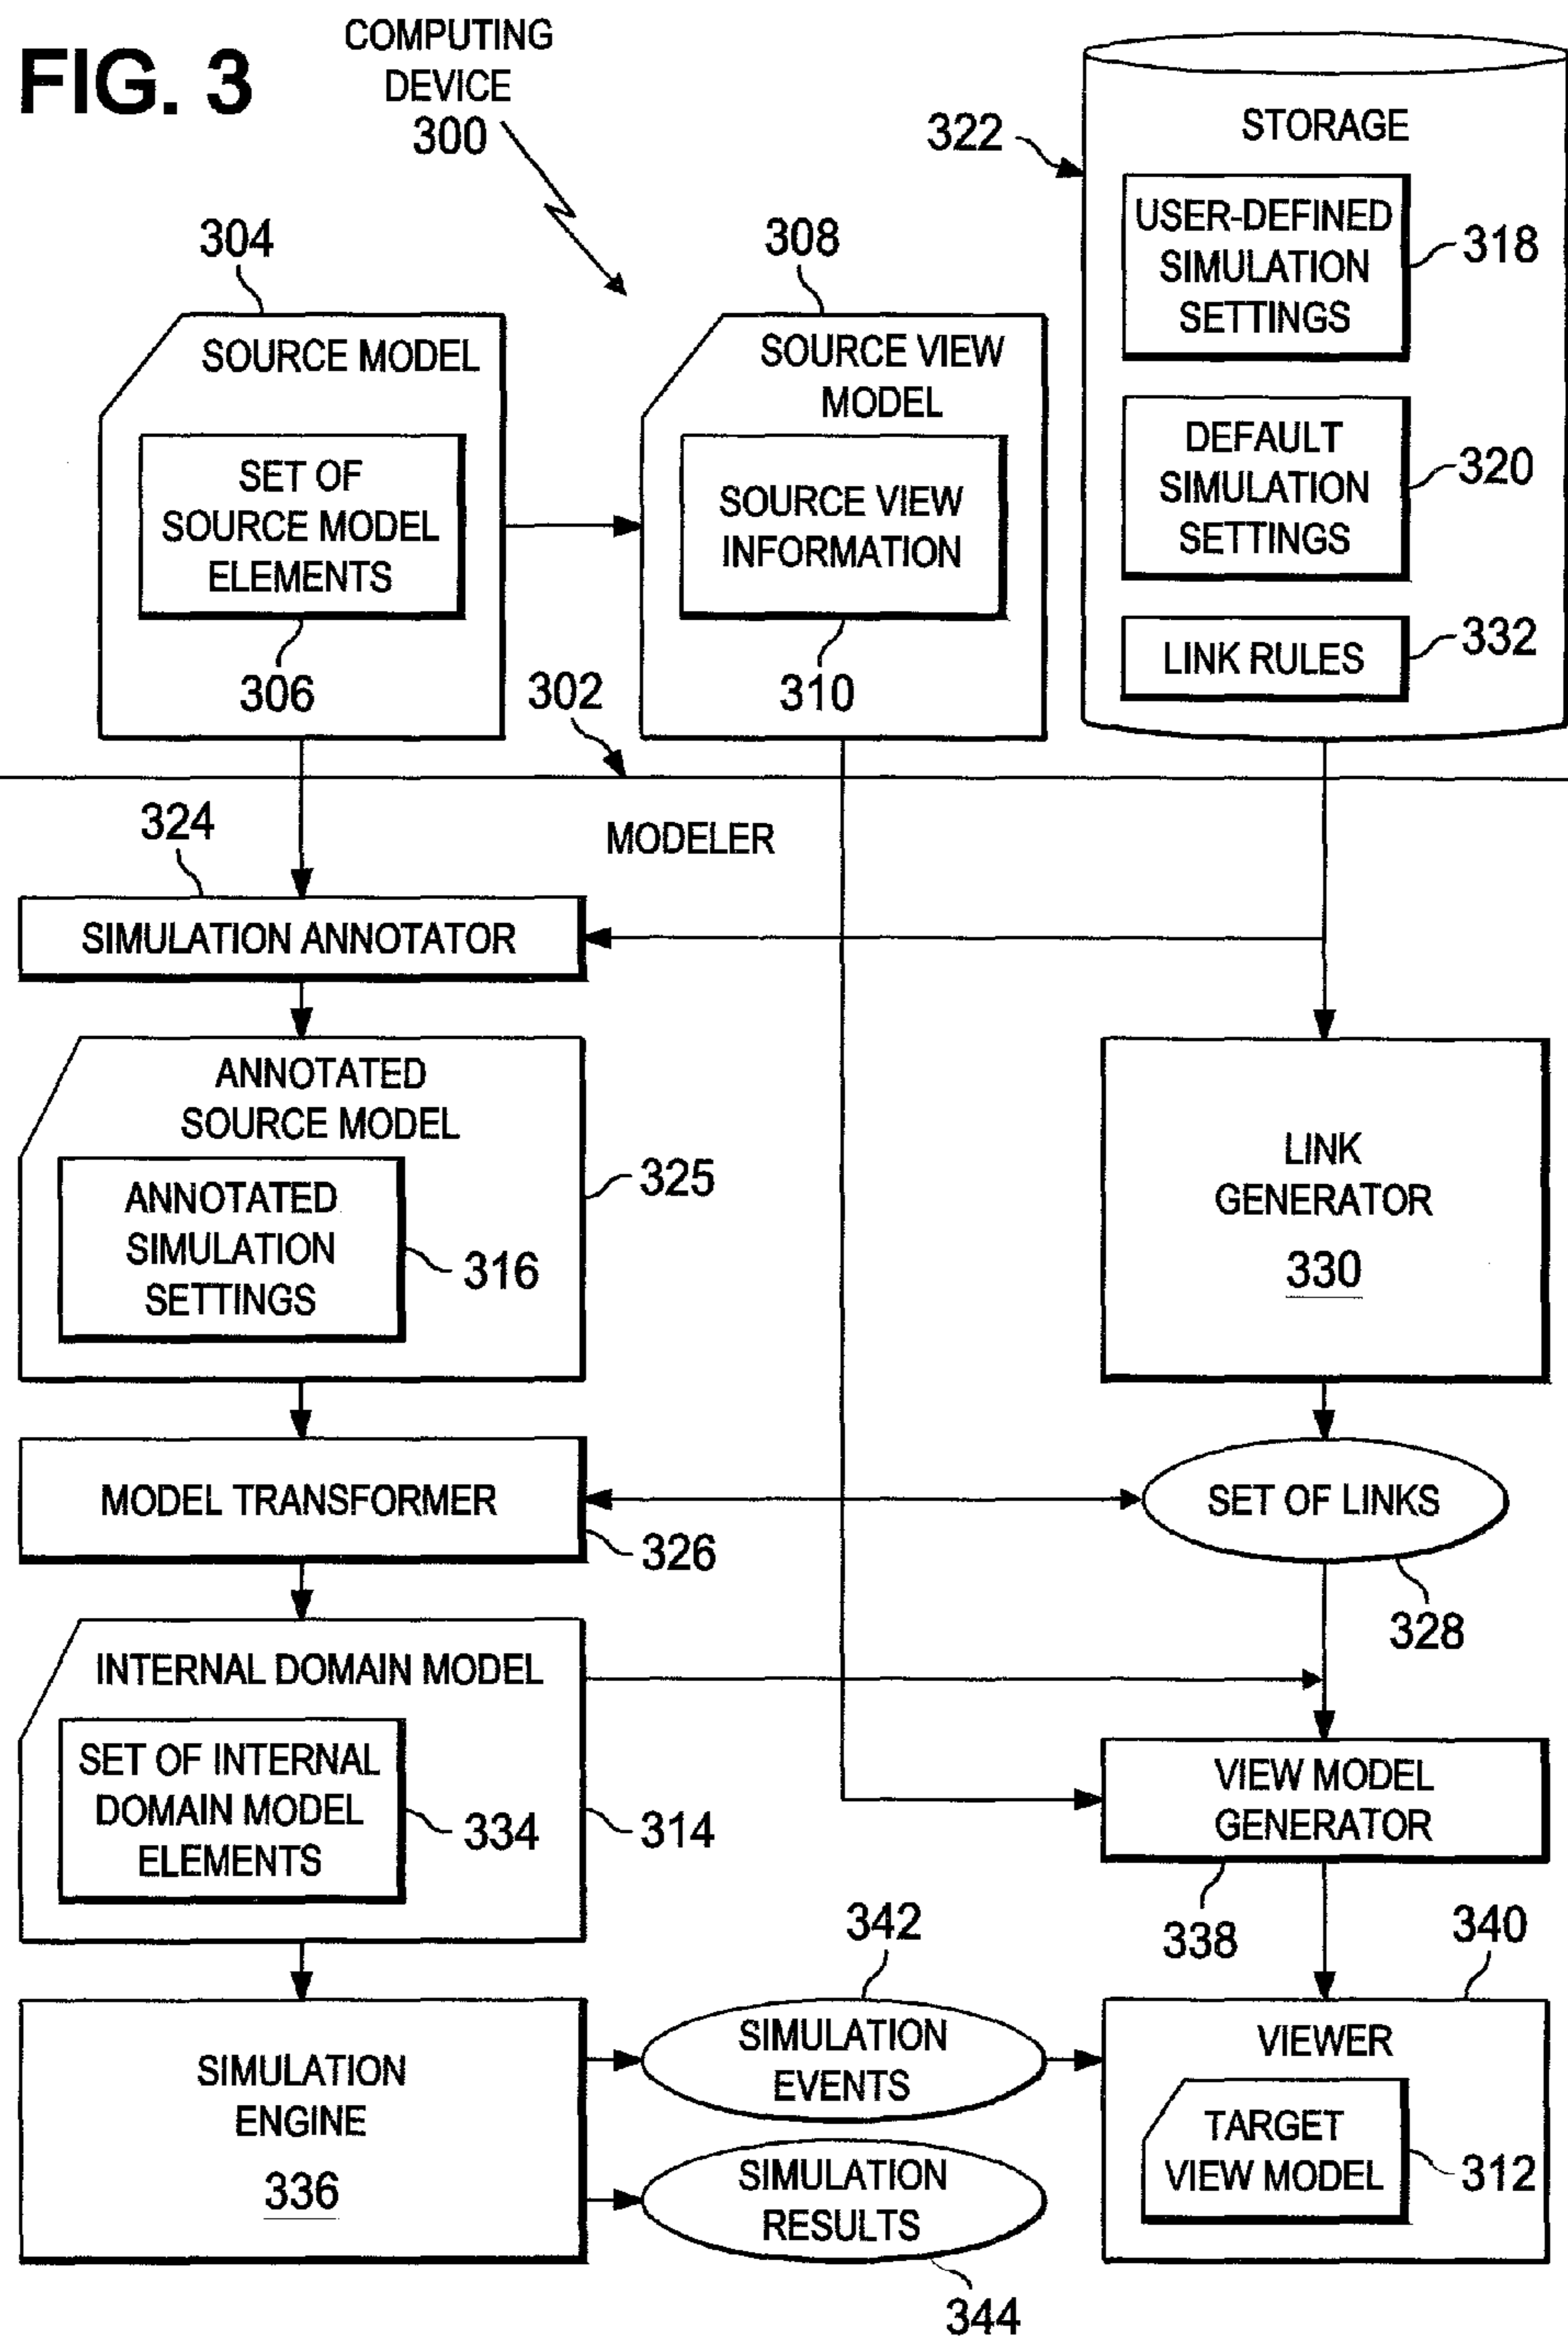 FIG. 3
COMPUTING
DEVICE
300
322
STORAGE
USER-DEFINED
SIMULATION
SETTINGS
318
DEFAULT
SIMULATION
SETTINGS
320
LINK RULES
332
304
SOURCE MODEL
SET OF
SOURCE MODEL
ELEMENTS
306
308
SOURCE VIEW
MODEL
SOURCE VIEW
INFORMATION
310
302
MODELER
324
SIMULATION ANNOTATOR
ANNOTATED
SOURCE MODEL
325
ANNOTATED
SIMULATION
SETTINGS
316
LINK
GENERATOR
330
MODEL TRANSFORMER
326
SET OF LINKS
328
INTERNAL DOMAIN MODEL
SET OF INTERNAL
DOMAIN MODEL
ELEMENTS
334
314
VIEW MODEL
GENERATOR
338
342
340
SIMULATION
ENGINE
336
SIMULATION
EVENTS
SIMULATION
RESULTS
344
VIEWER
TARGET
VIEW MODEL
312